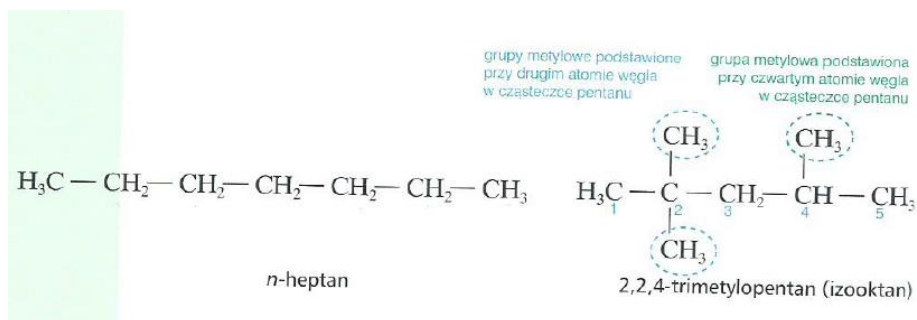 grupy metylowe podstawione
przy drugim atomie węgla
w cząsteczce pentanu
grupa metylowa podstawiona
przy czwartym atomie węgla
w cząsteczce pentanu
CH₃ CH₃
H₃C — CH₂ — CH₂ — CH₂ — CH₂ — CH₂ — CH₃
H₃C — C — CH₂ — CH — CH₃
1 2 3 4 5
CH₃
n-heptan
2,2,4-trimetylopentan (izooktan)